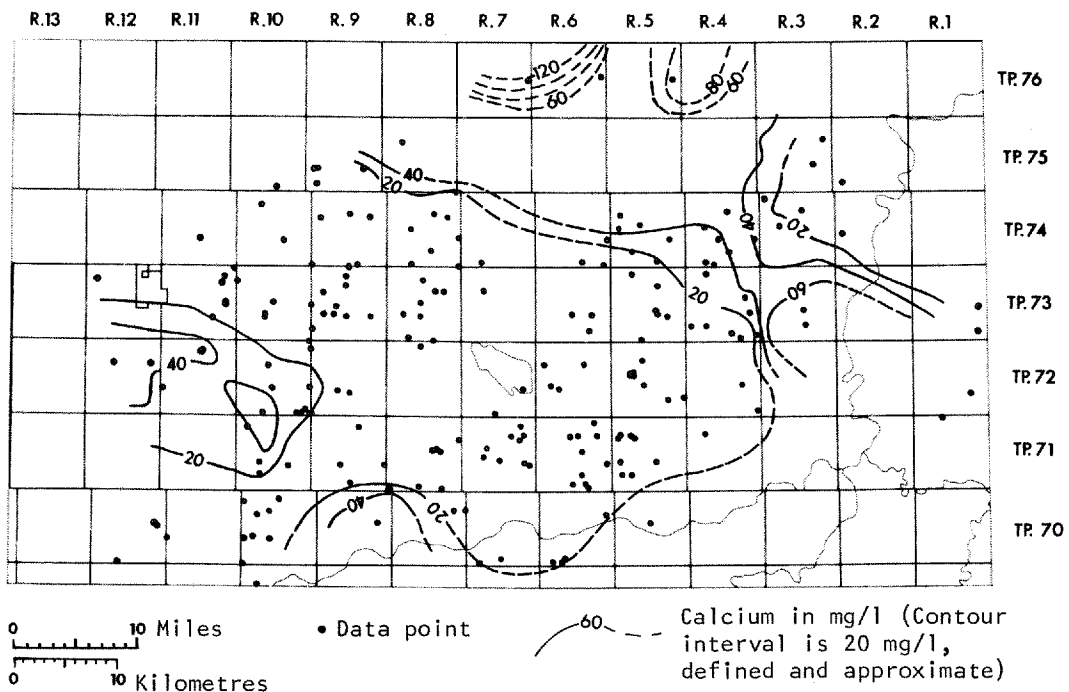 R.13 R.12 R.11 R.10 R.9 R.8 R.7 R.6 R.5 R.4 R.3 R.2 R.1
120
60
80
60
TP. 76
40
20
TP. 75
40
20
TP. 74
20
60
TP. 73
40
TP. 72
20
TP. 71
40
20
TP. 70
0 10 Miles
0 10 Kilometres
Data point
60
Calcium in mg/l (Contour
interval is 20 mg/l,
defined and approximate)